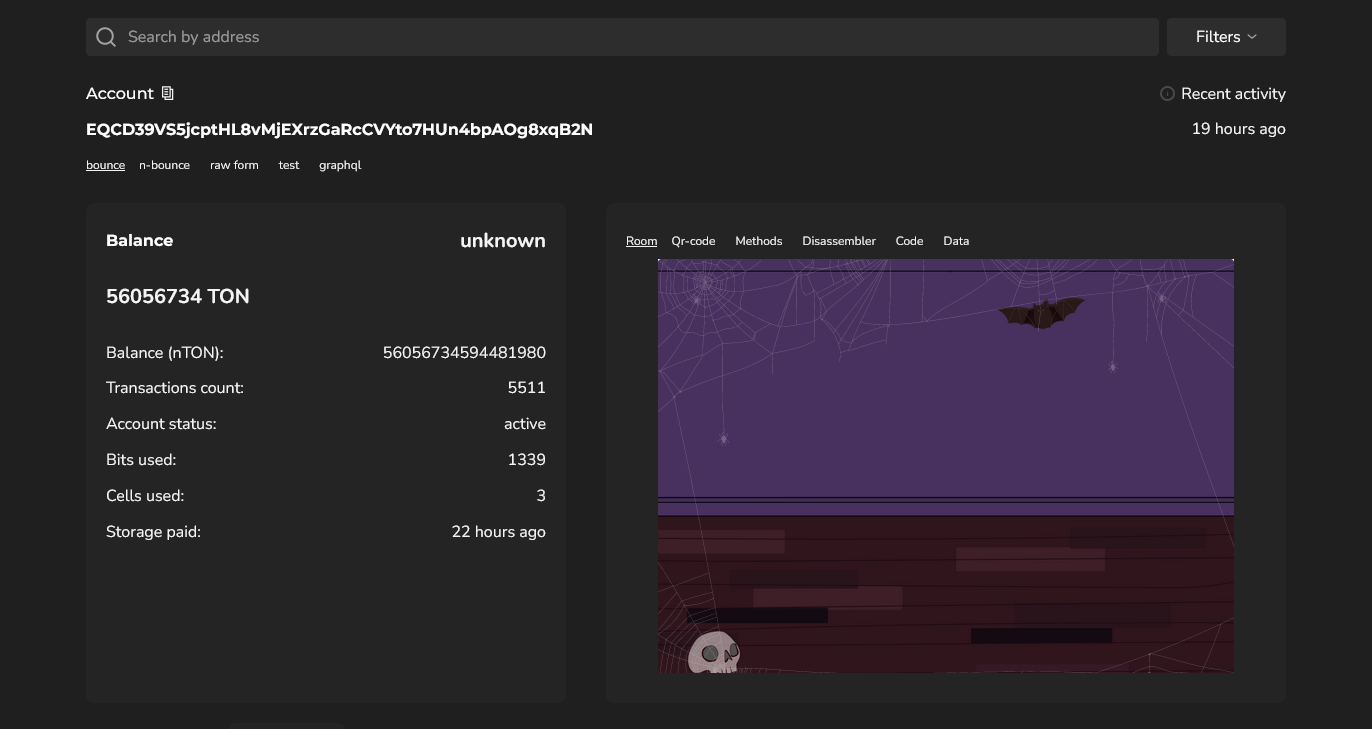 Search by address
Filters
Account
Recent activity
EQCD39VS5jcptHL8vMjEXrzGaRcCVYto7HUn4bpAOg8xqB2N
19 hours ago
bounce n-bounce raw form test graphql
Balance unknown
56056734 TON
Balance (nTON): 56056734594481980
Transactions count: 5511
Account status: active
Bits used: 1339
Cells used: 3
Storage paid: 22 hours ago
Room Qr-code Methods Disassembler Code Data